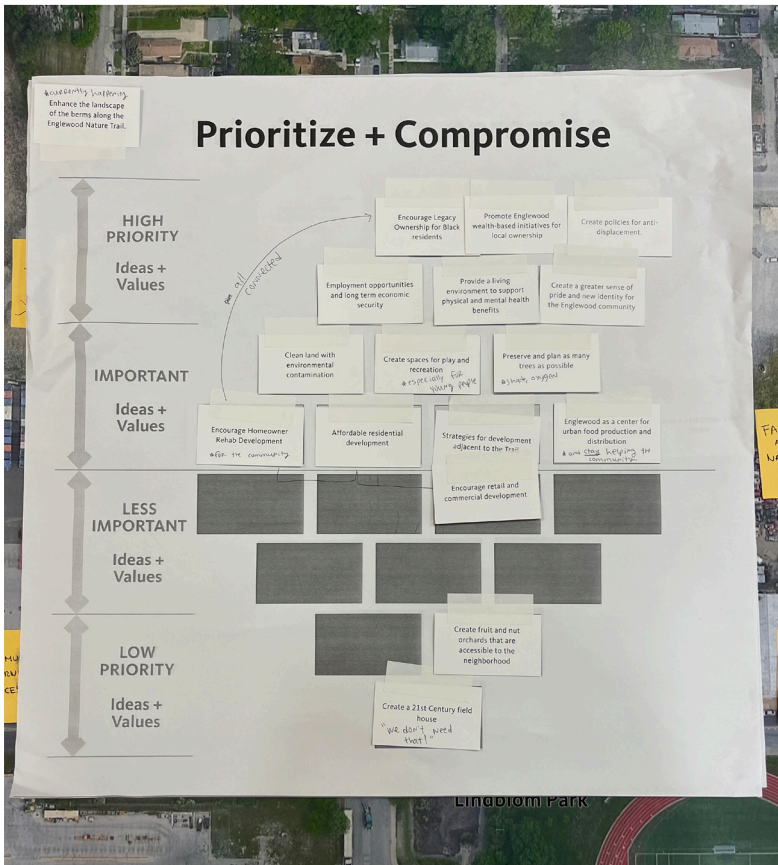 *currently happening
Enhance the landscape
of the berms along the
Englewood Nature Trail.
Prioritize + Compromise
HIGH
PRIORITY
Ideas +
Values
Encourage Legacy
Ownership for Black
residents
Promote Englewood
wealth-based initiatives for
local ownership
Create policies for anti-
displacement.
all
connected
Employment opportunities
and long term economic
security
Provide a living
environment to support
physical and mental health
benefits
Create a greater sense of
pride and new identity for
the Englewood community
IMPORTANT
Ideas +
Values
Clean land with
environmental
contamination
Create spaces for play and
recreation
*especially for
young people
Preserve and plan as many
trees as possible
*shade, oxygen
Encourage Homeowner
Rehab Development
*for the community
Affordable residential
development
Strategies for development
adjacent to the Trail
Englewood as a center for
urban food production and
distribution
*and stay helping the
community
LESS
IMPORTANT
Ideas +
Values
Encourage retail and
commercial development
LOW
PRIORITY
Ideas +
Values
Create fruit and nut
orchards that are
accessible to the
neighborhood
Create a 21st Century field
house
"we don't need
that!"
Lindblom Park